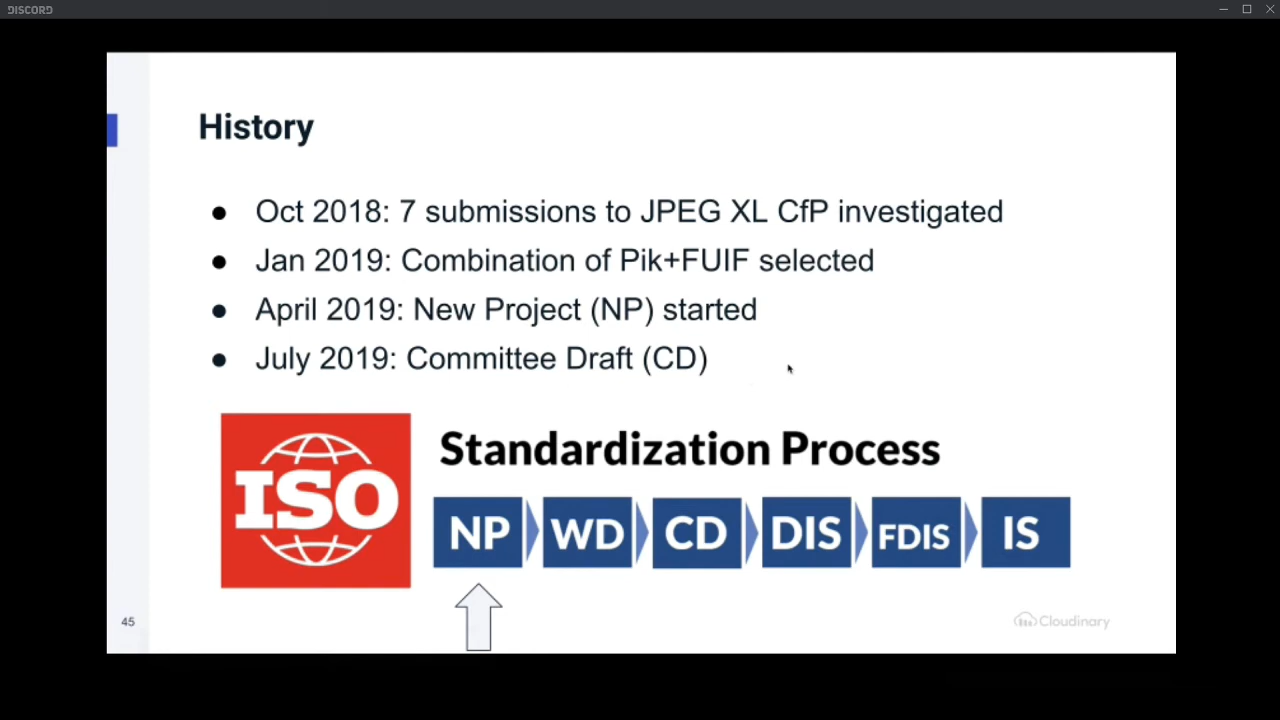 DISCORD
History
● Oct 2018: 7 submissions to JPEG XL CfP investigated
● Jan 2019: Combination of Pik+FUIF selected
● April 2019: New Project (NP) started
● July 2019: Committee Draft (CD)
ISO
Standardization Process
NP WD CD DIS FDIS IS
45
Cloudinary